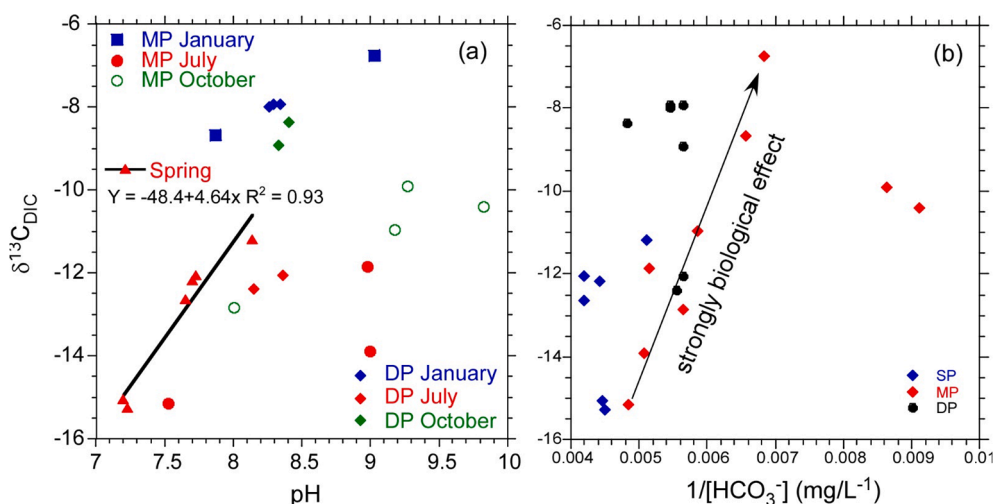 MP January
MP July
MP October
(a)
Spring
Y = -48.4+4.64x R² = 0.93
DP January
DP July
DP October
δ¹³C_DIC
-6
-8
-10
-12
-14
-16
7
7.5
8
8.5
9
9.5
10
pH
(b)
strongly biological effect
SP
MP
DP
-6
-8
-10
-12
-14
-16
0.004
0.005
0.006
0.007
0.008
0.009
0.01
1/[HCO₃⁻] (mg/L⁻¹)